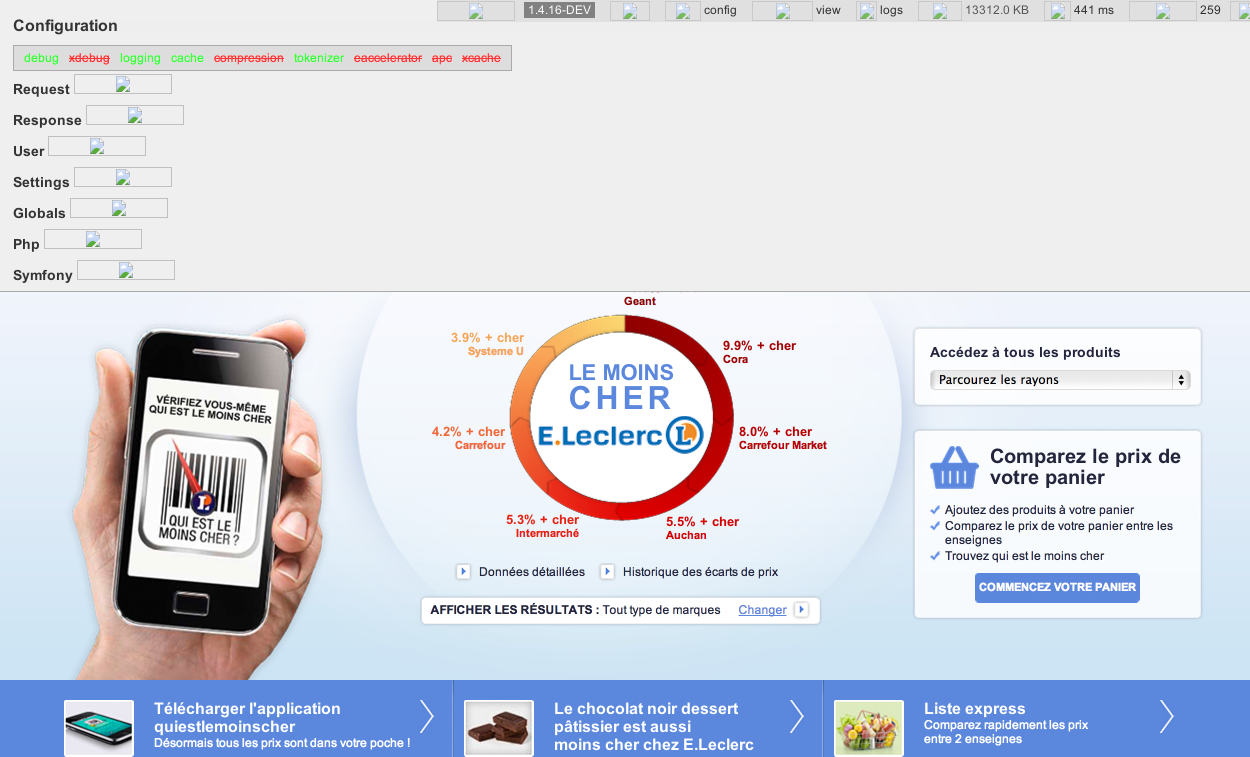 1.4.16-DEV config view logs 13312.0 KB 441 ms 259
Configuration
debug xdebug logging cache compression tokenizer eaccelerator apc xcache
Request
Response
User
Settings
Globals
Php
Symfony
Geant
3.9% + cher
Systeme U
9.9% + cher
Cora
LE MOINS
CHER
E.Leclerc L
4.2% + cher
Carrefour
8.0% + cher
Carrefour Market
5.3% + cher
Intermarché
5.5% + cher
Auchan
Données détaillées
Historique des écarts de prix
AFFICHER LES RÉSULTATS : Tout type de marques Changer
VÉRIFIEZ VOUS-MÊME
QUI EST LE MOINS CHER
L
QUI EST LE
MOINS CHER ?
Accédez à tous les produits
Parcourez les rayons
Comparez le prix de
votre panier
Ajoutez des produits à votre panier
Comparez le prix de votre panier entre les
enseignes
Trouvez qui est le moins cher
COMMENCEZ VOTRE PANIER
Télécharger l'application
quiestlemoinscher
Désormais tous les prix sont dans votre poche !
Le chocolat noir dessert
pâtissier est aussi
moins cher chez E.Leclerc
Liste express
Comparez rapidement les prix
entre 2 enseignes